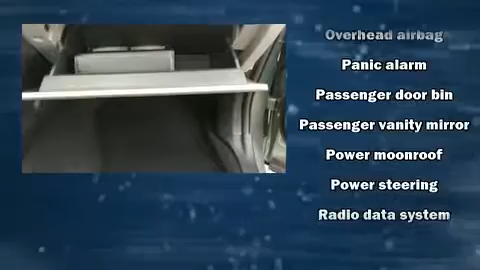 Overhead airbag
Panic alarm
Passenger door bin
Passenger vanity mirror
Power moonroof
Power steering
Radio data system